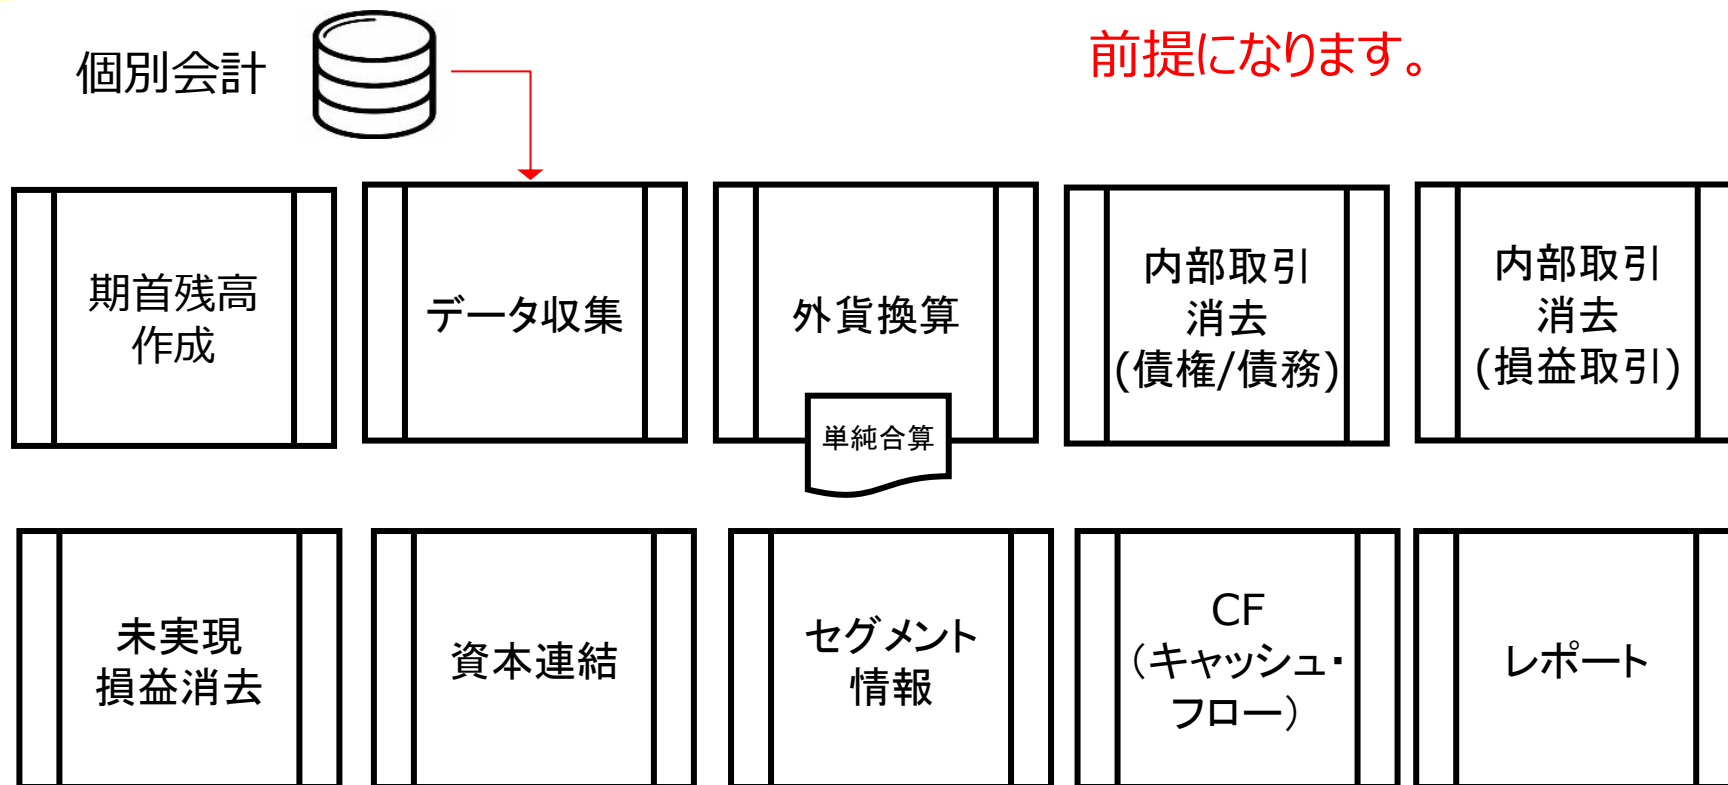 個別会計
前提になります。
期首残高
作成
データ収集
外貨換算
単純合算
内部取引
消去
(債権/債務)
内部取引
消去
(損益取引)
未実現
損益消去
資本連結
セグメント
情報
CF
（キャッシュ・
フロー）
レポート